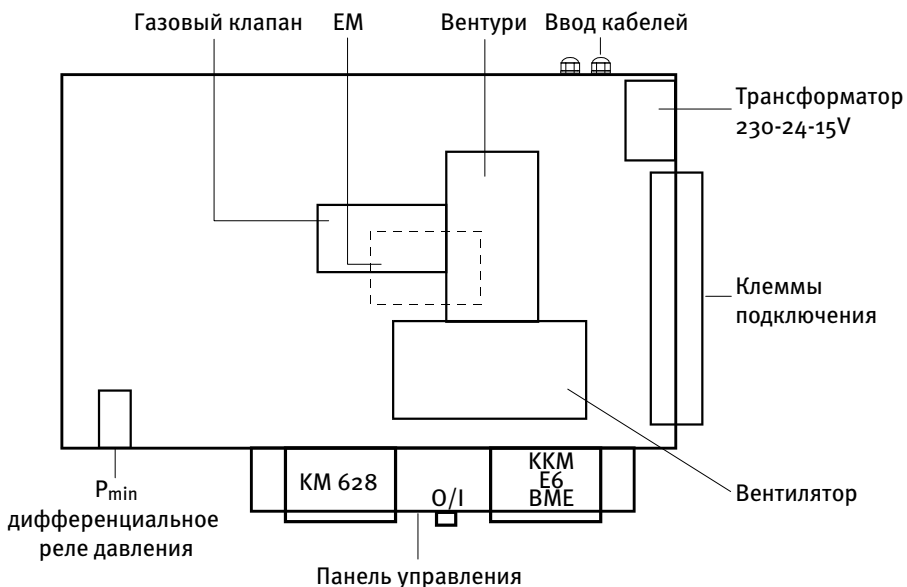 Газовый клапан
EM
Вентури
Ввод кабелей
Трансформатор
230-24-15V
Клеммы
подключения
KM 628
O/I
KKM
E6
BME
Вентилятор
Pmin
дифференциальное
реле давления
Панель управления